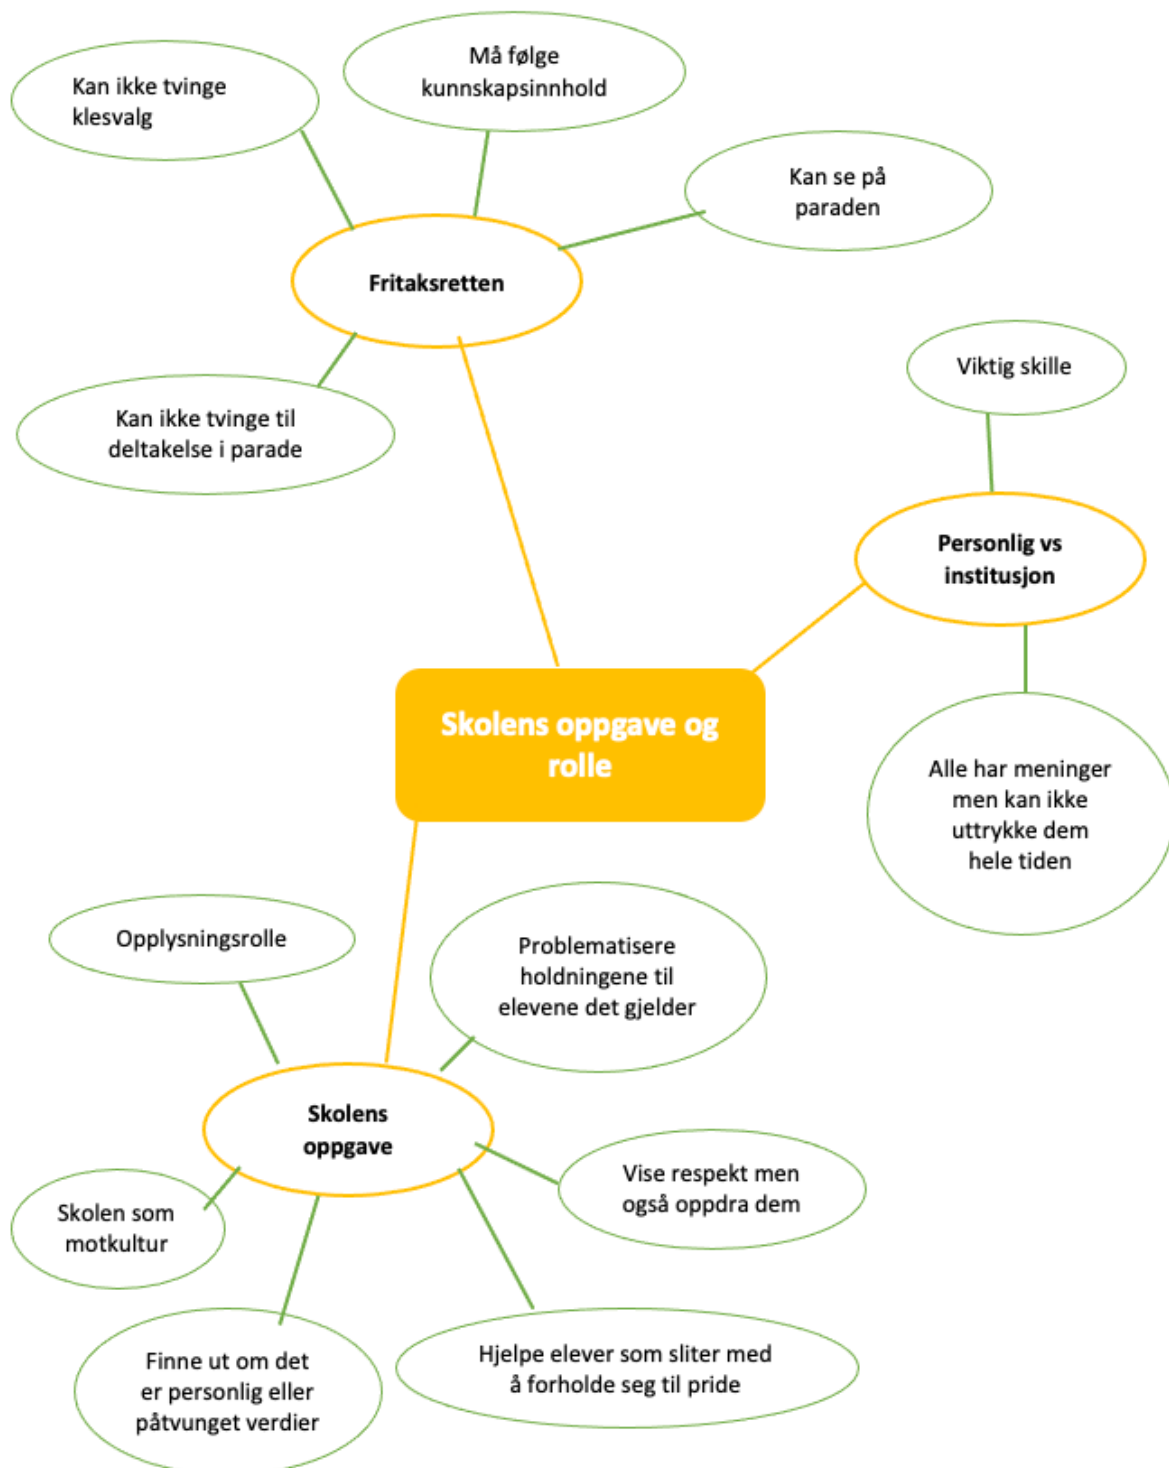 Må følge
kunnskapsinnhold
Kan ikke tvinge
klesvalg
Kan se på
paraden
Fritaksretten
Kan ikke tvinge til
deltakelse i parade
Viktig skille
Personlig vs
institusjon
Skolens oppgave og
rolle
Alle har meninger
men kan ikke
uttrykke dem
hele tiden
Opplysningsrolle
Problematisere
holdningene til
elevene det gjelder
Skolens
oppgave
Vise respekt men
også oppdra dem
Skolen som
motkultur
Finne ut om det
er personlig eller
påtvunget verdier
Hjelpe elever som sliter med
å forholde seg til pride